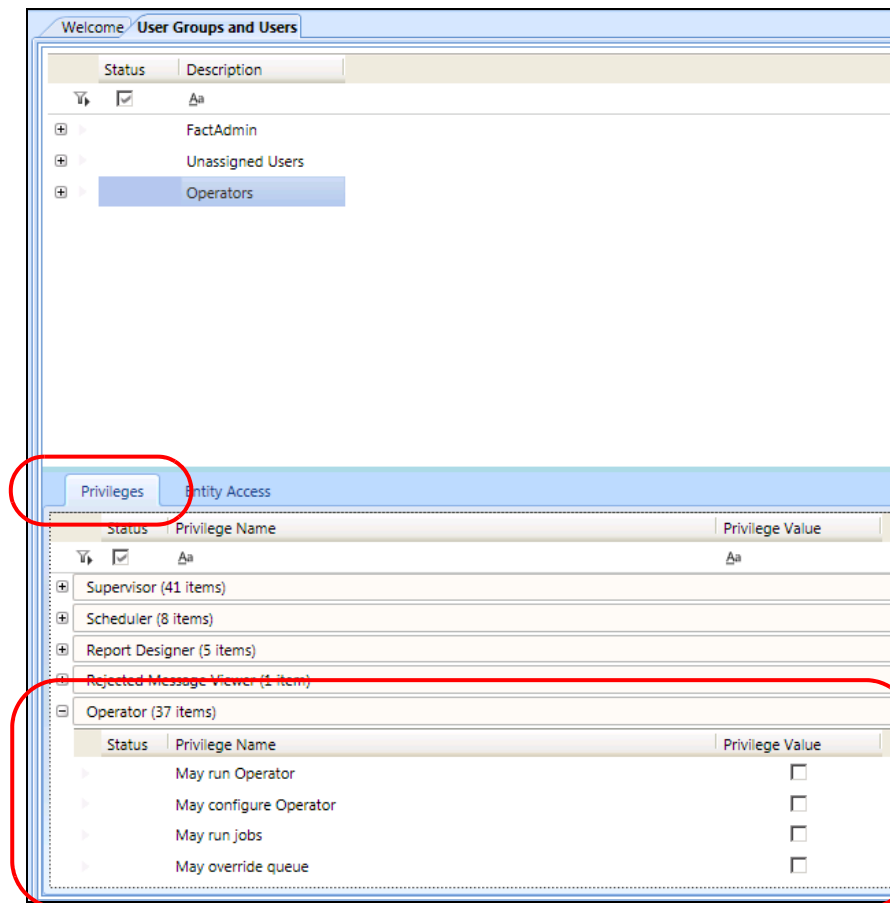 Welcome User Groups and Users
Status Description
Aa
FactAdmin
Unassigned Users
Operators
Privileges Entity Access
Status Privilege Name Privilege Value
Aa Aa
Supervisor (41 items)
Scheduler (8 items)
Report Designer (5 items)
Rejected Message Viewer (1 item)
Operator (37 items)
Status Privilege Name Privilege Value
May run Operator
May configure Operator
May run jobs
May override queue